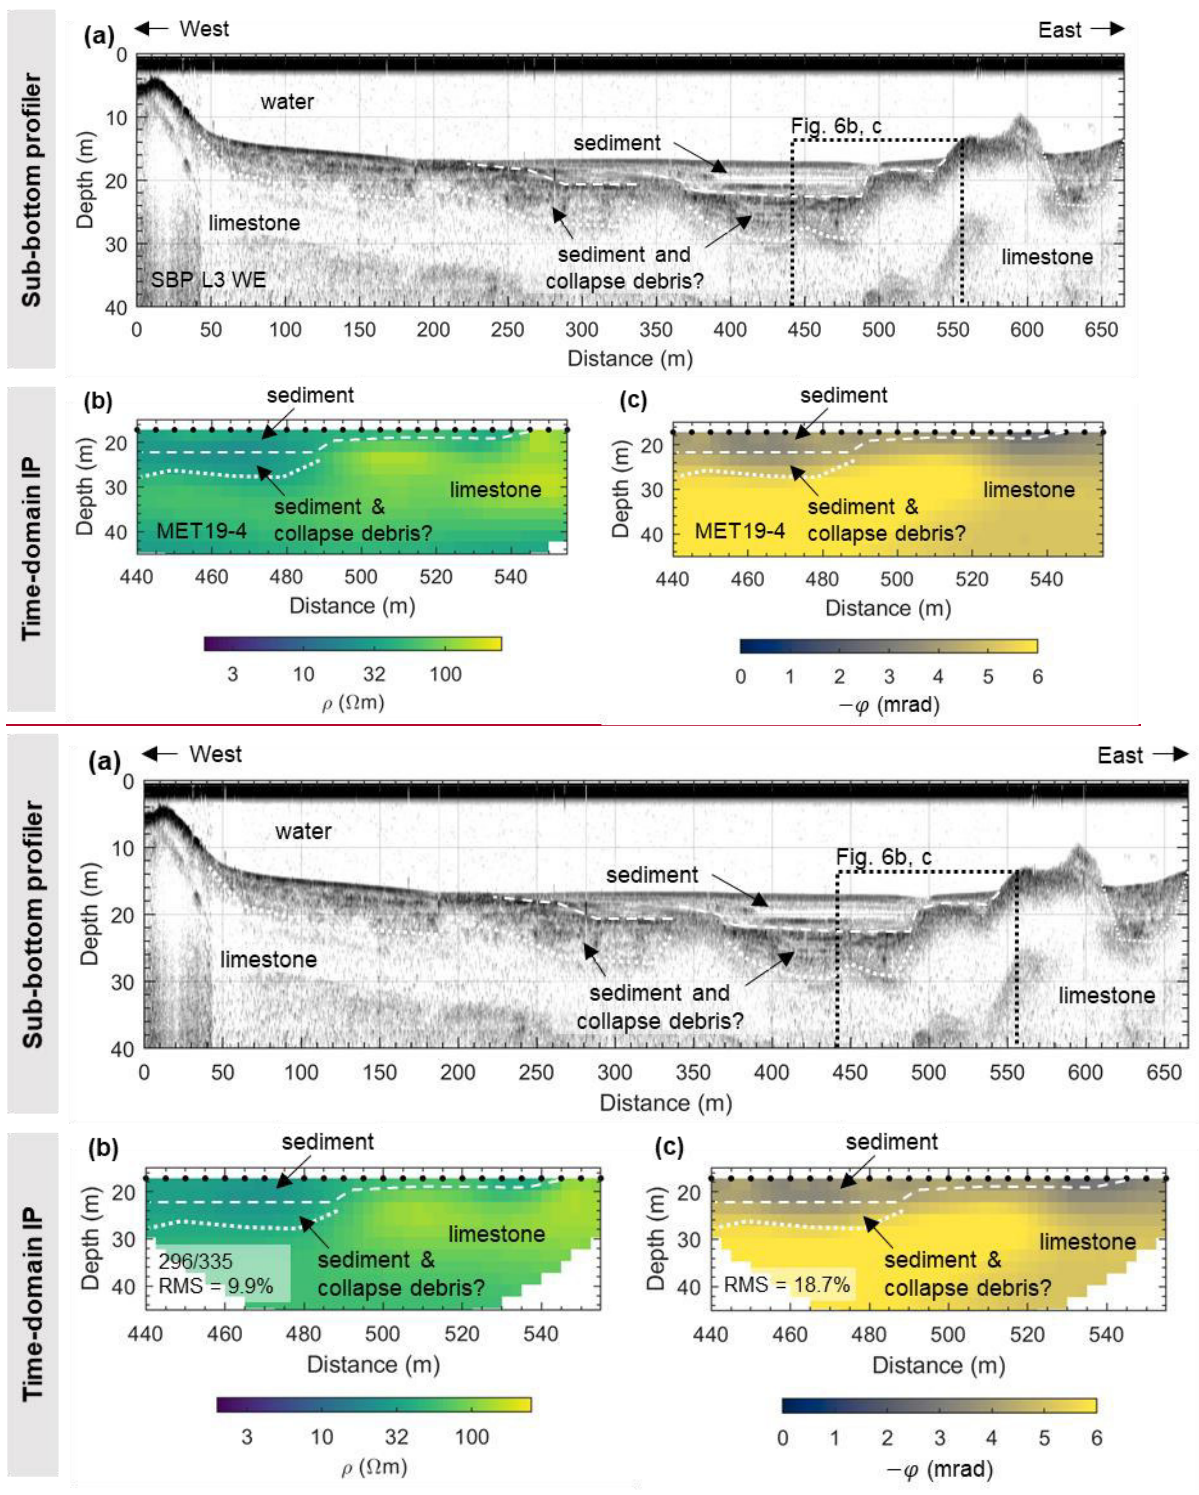 (a)
West
East
Sub-bottom profiler
0
10
20
30
40
Depth (m)
water
sediment
Fig. 6b, c
limestone
sediment and
collapse debris?
limestone
SBP L3 WE
0 50 100 150 200 250 300 350 400 450 500 550 600 650
Distance (m)
Time-domain IP
(b)
sediment
20
30
40
Depth (m)
limestone
sediment &
collapse debris?
MET19-4
440 460 480 500 520 540
Distance (m)
3 10 32 100
ρ (Ωm)
(c)
sediment
20
30
40
Depth (m)
limestone
sediment &
collapse debris?
MET19-4
440 460 480 500 520 540
Distance (m)
0 1 2 3 4 5 6
−φ (mrad)
(a)
West
East
Sub-bottom profiler
0
10
20
30
40
Depth (m)
water
sediment
Fig. 6b, c
limestone
sediment and
collapse debris?
limestone
0 50 100 150 200 250 300 350 400 450 500 550 600 650
Distance (m)
Time-domain IP
(b)
sediment
20
30
40
Depth (m)
limestone
sediment &
collapse debris?
296/335
RMS = 9.9%
440 460 480 500 520 540
Distance (m)
3 10 32 100
ρ (Ωm)
(c)
sediment
20
30
40
Depth (m)
limestone
sediment &
collapse debris?
RMS = 18.7%
440 460 480 500 520 540
Distance (m)
0 1 2 3 4 5 6
−φ (mrad)